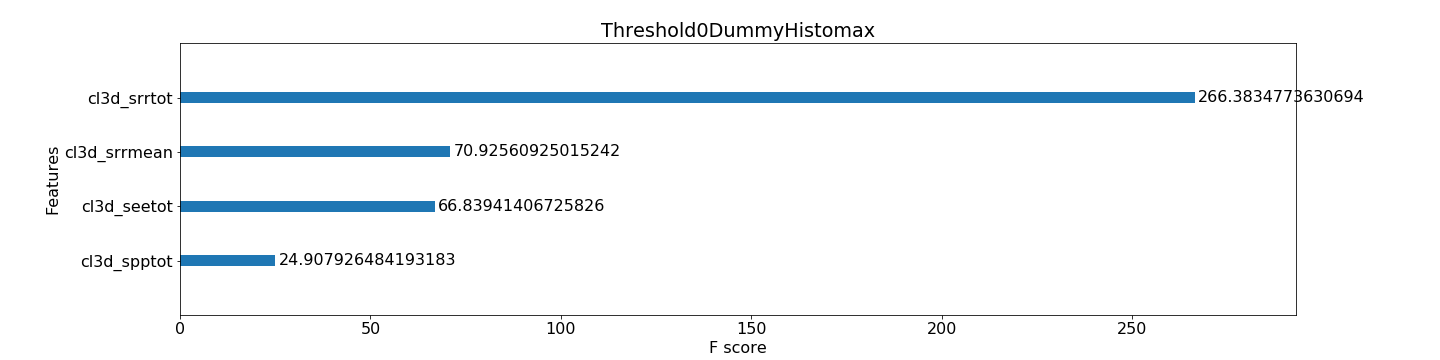 Threshold0DummyHistomax
cl3d_srrtot
266.3834773630694
cl3d_srrmean
70.92560925015242
cl3d_seetot
66.83941406725826
cl3d_spptot
24.907926484193183
Features
0 50 100 150 200 250
F score